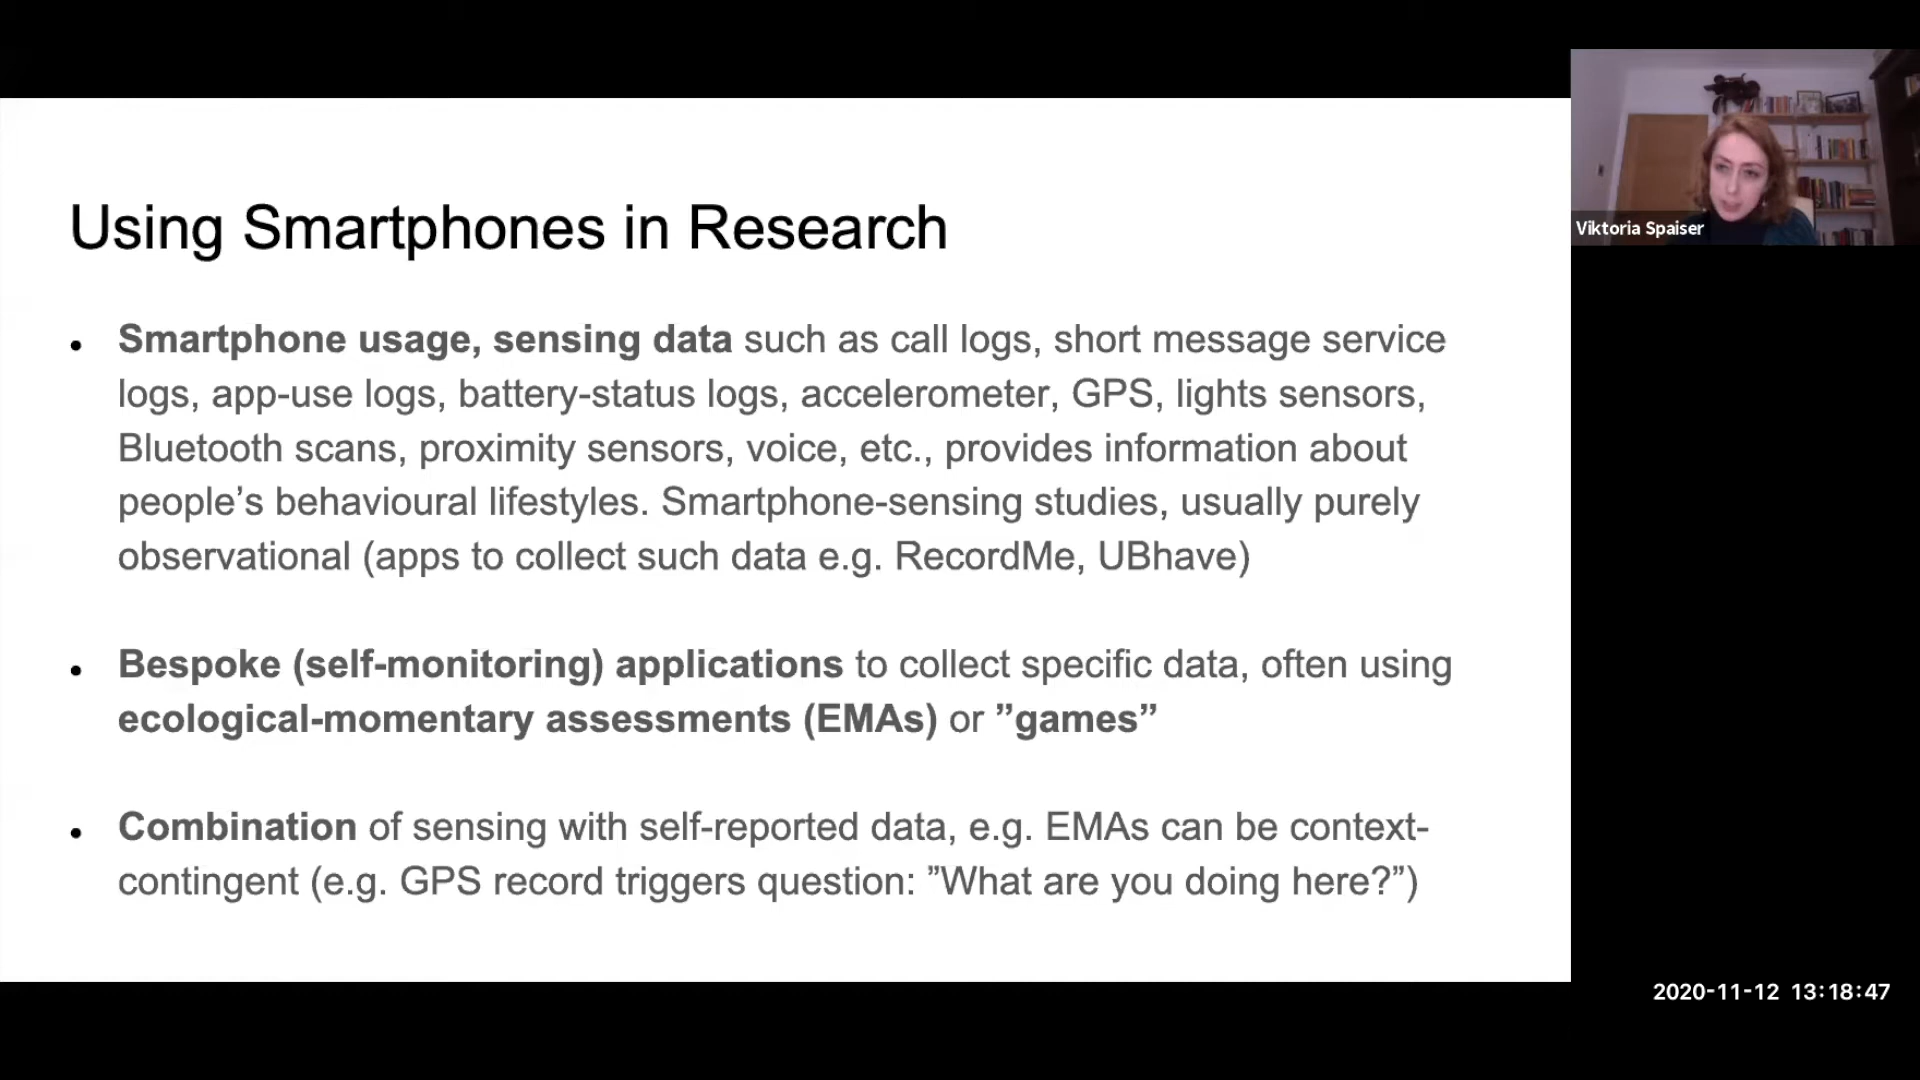 Using Smartphones in Research
• Smartphone usage, sensing data such as call logs, short message service
logs, app-use logs, battery-status logs, accelerometer, GPS, lights sensors,
Bluetooth scans, proximity sensors, voice, etc., provides information about
people’s behavioural lifestyles. Smartphone-sensing studies, usually purely
observational (apps to collect such data e.g. RecordMe, UBhave)
• Bespoke (self-monitoring) applications to collect specific data, often using
ecological-momentary assessments (EMAs) or ”games”
• Combination of sensing with self-reported data, e.g. EMAs can be context-
contingent (e.g. GPS record triggers question: ”What are you doing here?”)
Viktoria Spaiser
2020-11-12 13:18:47